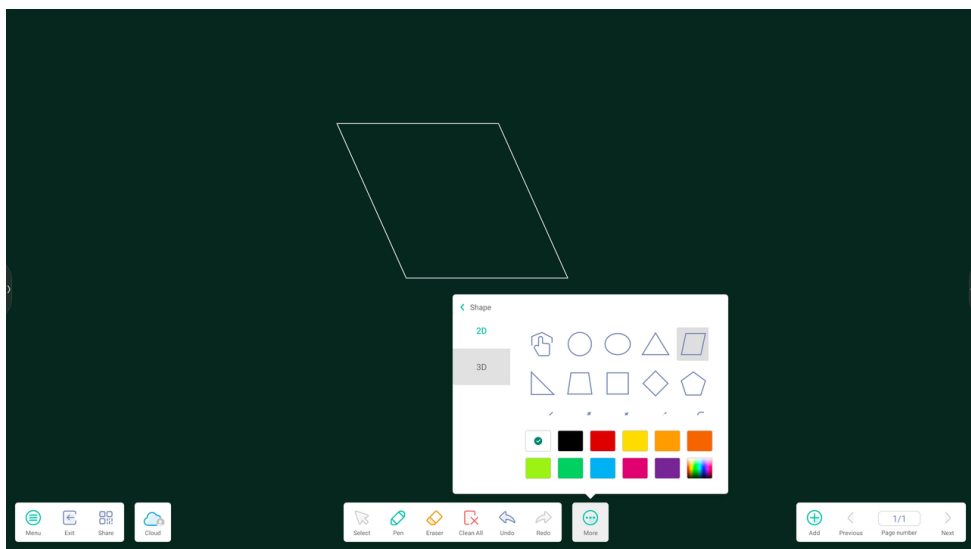 Shape
2D
3D
Menu
Exit
Share
Cloud
Select
Pen
Eraser
Clean All
Undo
Redo
More
Add
Previous
1/1
Page number
Next